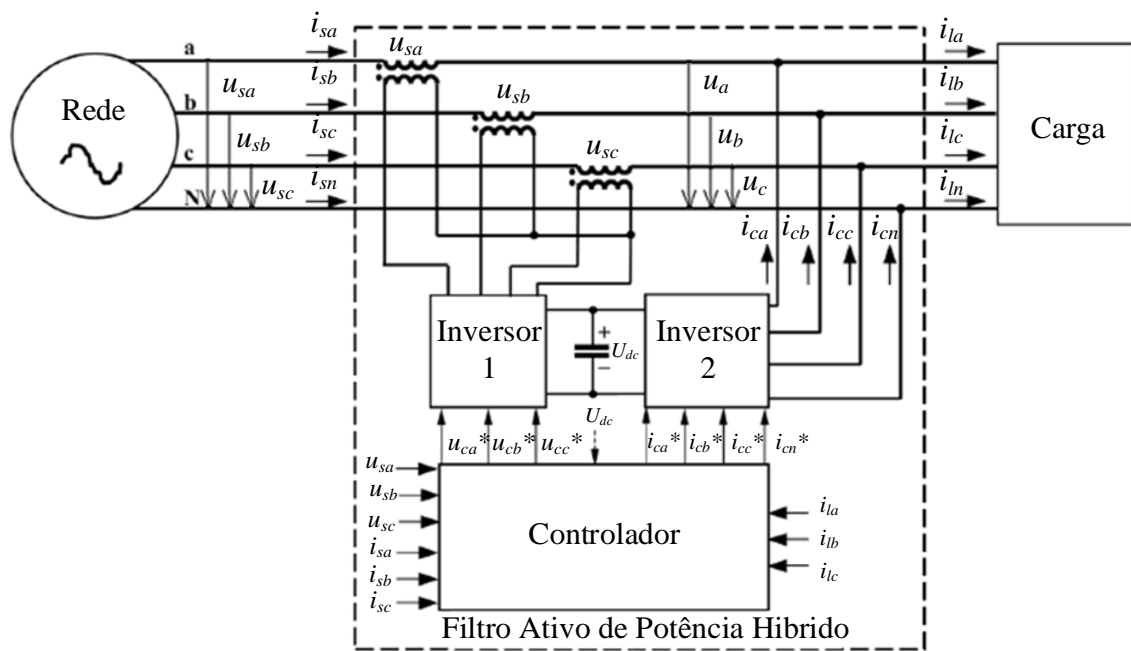 i_sa
a
u_sa
i_la
i_sb
u_sa
u_sb
u_a
i_lb
Rede
b
i_sc
u_sb
u_sc
u_b
i_lc
Carga
c
i_sn
u_sc
u_c
i_ln
N
i_ca i_cb i_cc i_cn
Inversor
1
+
U_dc
−
Inversor
2
U_dc
u_ca* u_cb* u_cc*
i_ca* i_cb* i_cc* i_cn*
u_sa
u_sb
u_sc
i_sa
i_sb
i_sc
Controlador
i_la
i_lb
i_lc
Filtro Ativo de Potência Hibrido